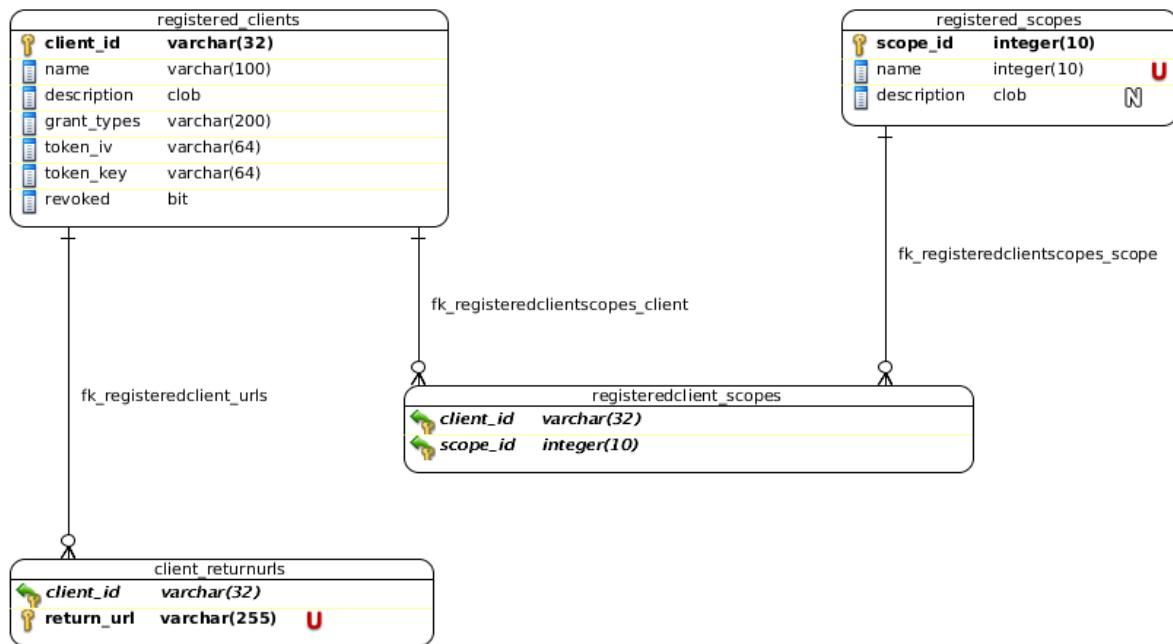 registered_clients
client_id varchar(32)
name varchar(100)
description clob
grant_types varchar(200)
token_iv varchar(64)
token_key varchar(64)
revoked bit
registered_scopes
scope_id integer(10)
name integer(10) U
description clob N
fk_registeredclientscopes_scope
fk_registeredclientscopes_client
fk_registeredclient_urls
registeredclient_scopes
client_id varchar(32)
scope_id integer(10)
client_returnurls
client_id varchar(32)
return_url varchar(255) U